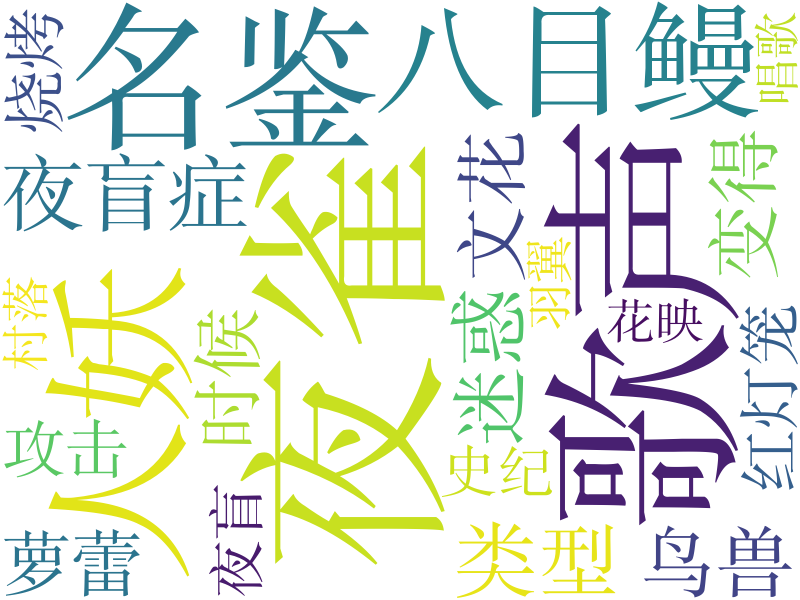 烧烤
名鉴
八目鳗
唱歌
夜盲症
夜雀
文花
歌声
变得
人妖
村落
时候
羽翼
迷惑
花映
红灯笼
攻击
夜盲
史纪
萝蕾
类型
鸟兽